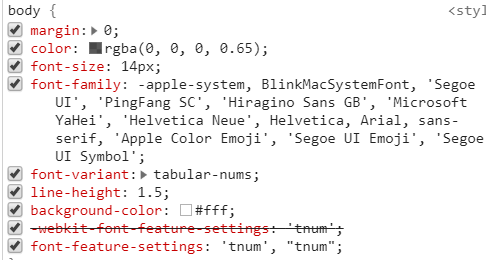 body { <styl
margin: 0;
color: rgba(0, 0, 0, 0.65);
font-size: 14px;
font-family: -apple-system, BlinkMacSystemFont, 'Segoe
UI', 'PingFang SC', 'Hiragino Sans GB', 'Microsoft
YaHei', 'Helvetica Neue', Helvetica, Arial, sans-
serif, 'Apple Color Emoji', 'Segoe UI Emoji', 'Segoe
UI Symbol';
font-variant: tabular-nums;
line-height: 1.5;
background-color: #fff;
-webkit-font-feature-settings: 'tnum';
font-feature-settings: 'tnum', "tnum";